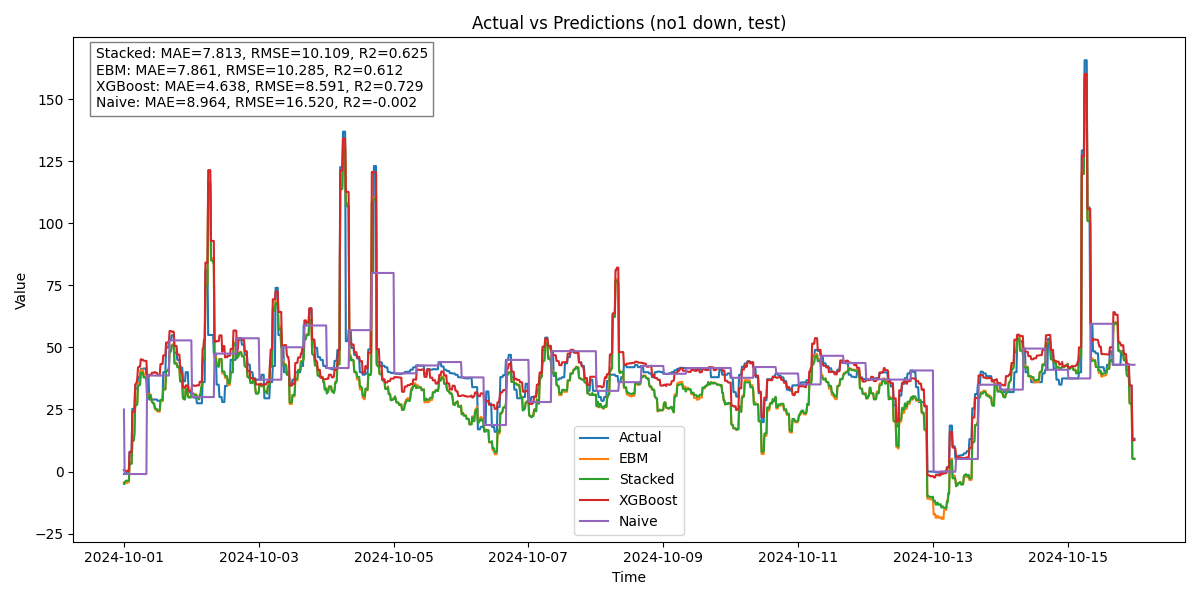 Actual vs Predictions (no1 down, test)
Stacked: MAE=7.813, RMSE=10.109, R2=0.625
EBM: MAE=7.861, RMSE=10.285, R2=0.612
XGBoost: MAE=4.638, RMSE=8.591, R2=0.729
Naive: MAE=8.964, RMSE=16.520, R2=-0.002
150
125
100
75
50
25
0
−25
Value
Actual
EBM
Stacked
XGBoost
Naive
2024-10-01 2024-10-03 2024-10-05 2024-10-07 2024-10-09 2024-10-11 2024-10-13 2024-10-15
Time